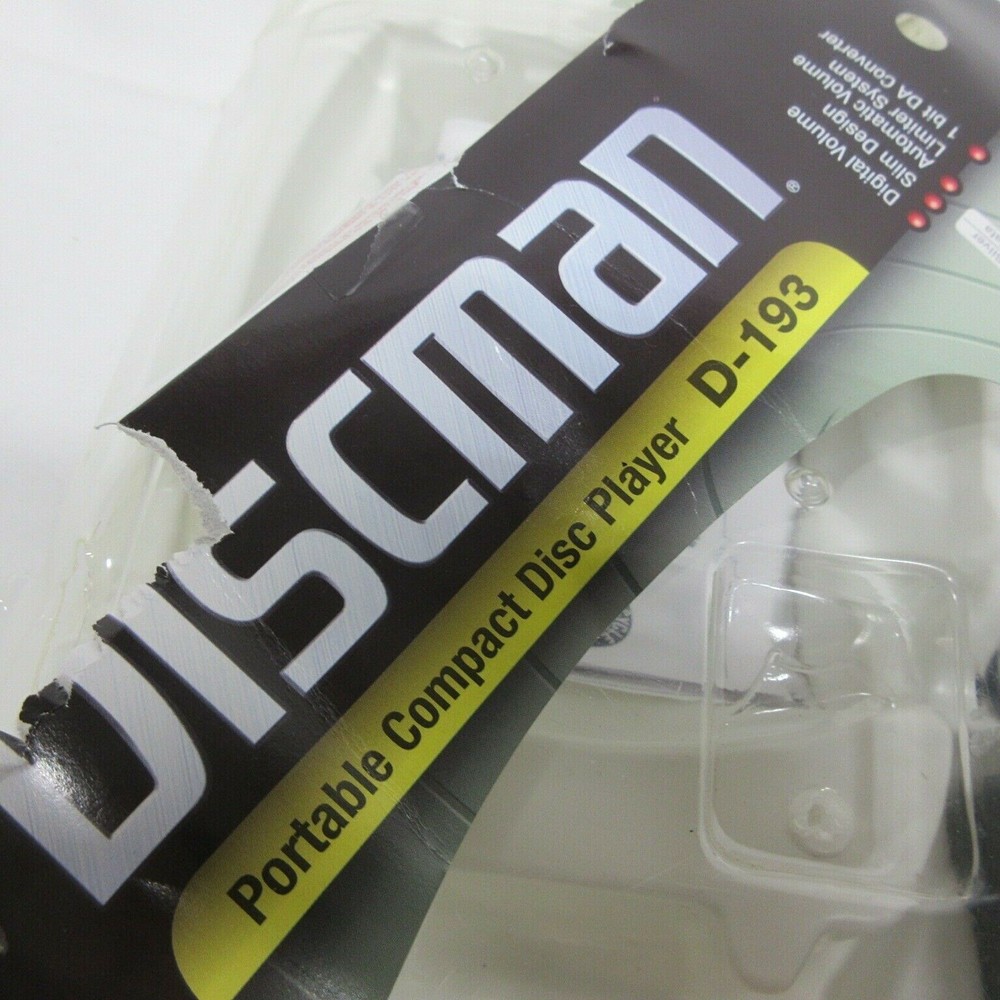 Discman®
Portable Compact Disc Player D-193
Digital Volume
Slim Design
Automatic Volume
Limiter System
1 bit DA Converter